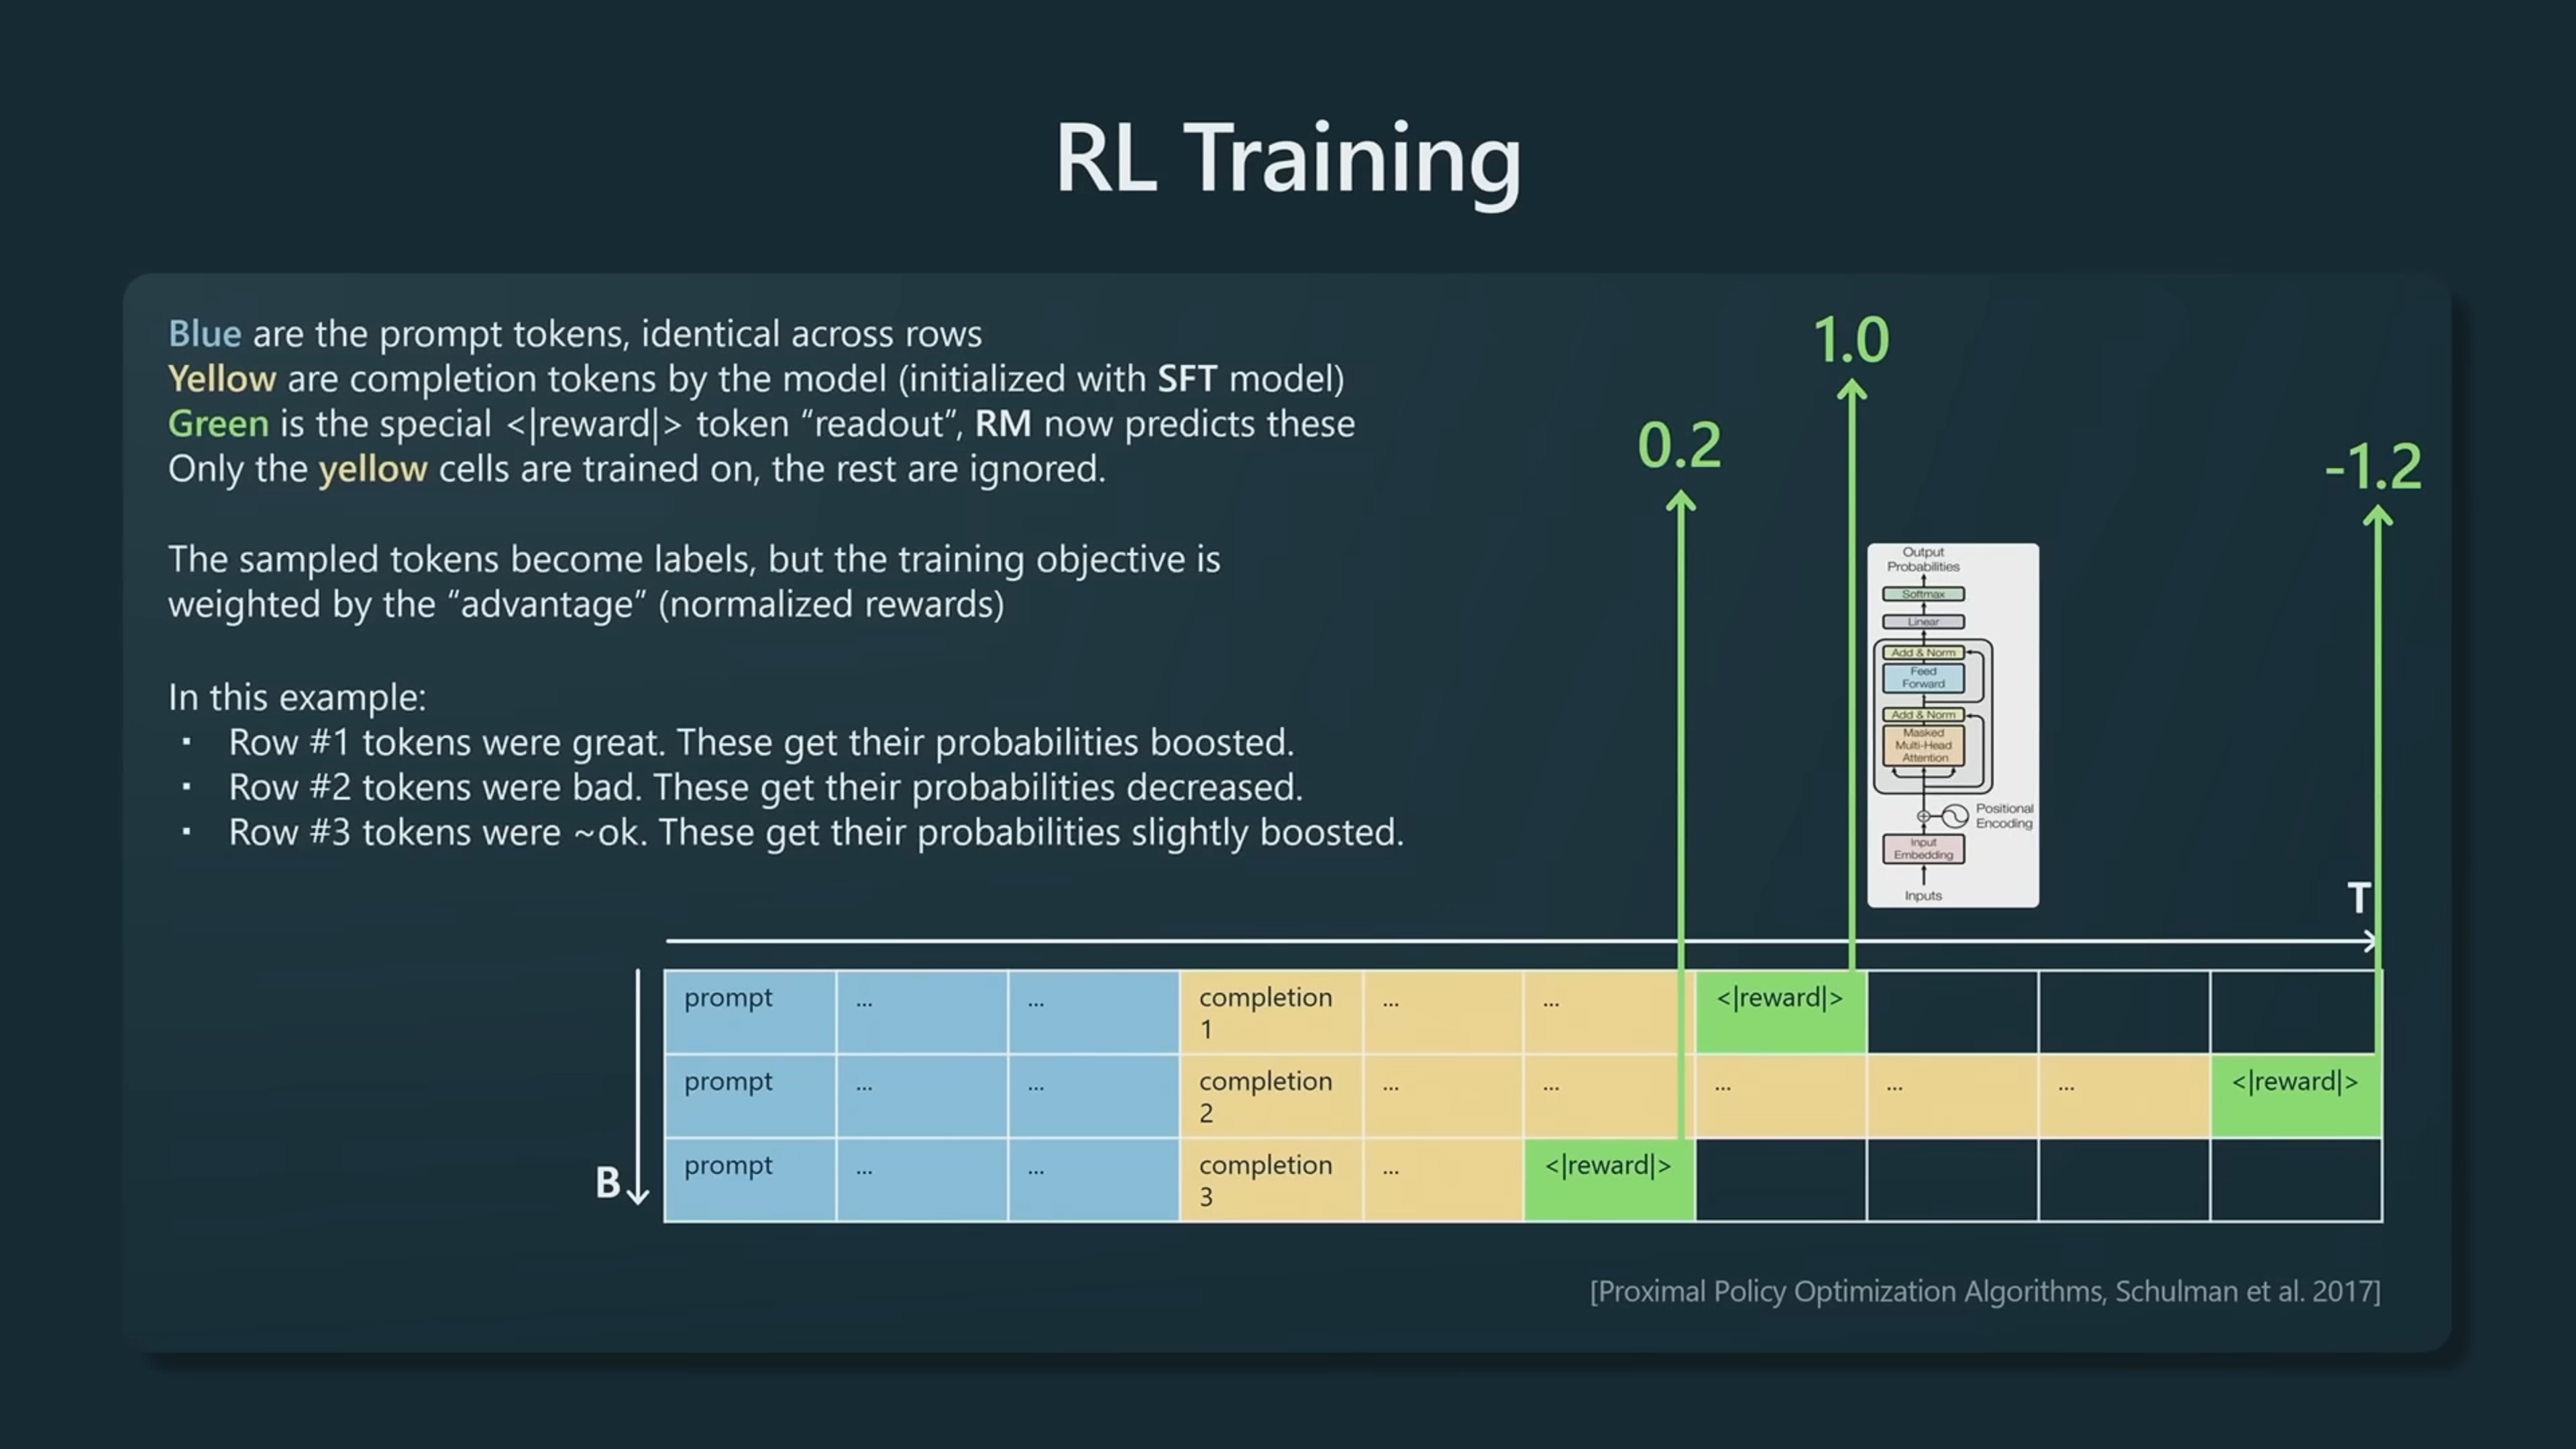 RL Training
Blue are the prompt tokens, identical across rows
Yellow are completion tokens by the model (initialized with SFT model)
Green is the special <|reward|> token “readout”, RM now predicts these
Only the yellow cells are trained on, the rest are ignored.
The sampled tokens become labels, but the training objective is
weighted by the “advantage” (normalized rewards)
In this example:
▪ Row #1 tokens were great. These get their probabilities boosted.
▪ Row #2 tokens were bad. These get their probabilities decreased.
▪ Row #3 tokens were ~ok. These get their probabilities slightly boosted.
1.0
0.2
-1.2
Output
Probabilities
Softmax
Linear
Add & Norm
Feed
Forward
Add & Norm
Masked
Multi-Head
Attention
Positional
Encoding
Input
Embedding
Inputs
T
B
prompt ... ... completion ... ... <|reward|>
1
prompt ... ... completion ... ... ... ... ... <|reward|>
2
prompt ... ... completion ... <|reward|>
3
[Proximal Policy Optimization Algorithms, Schulman et al. 2017]